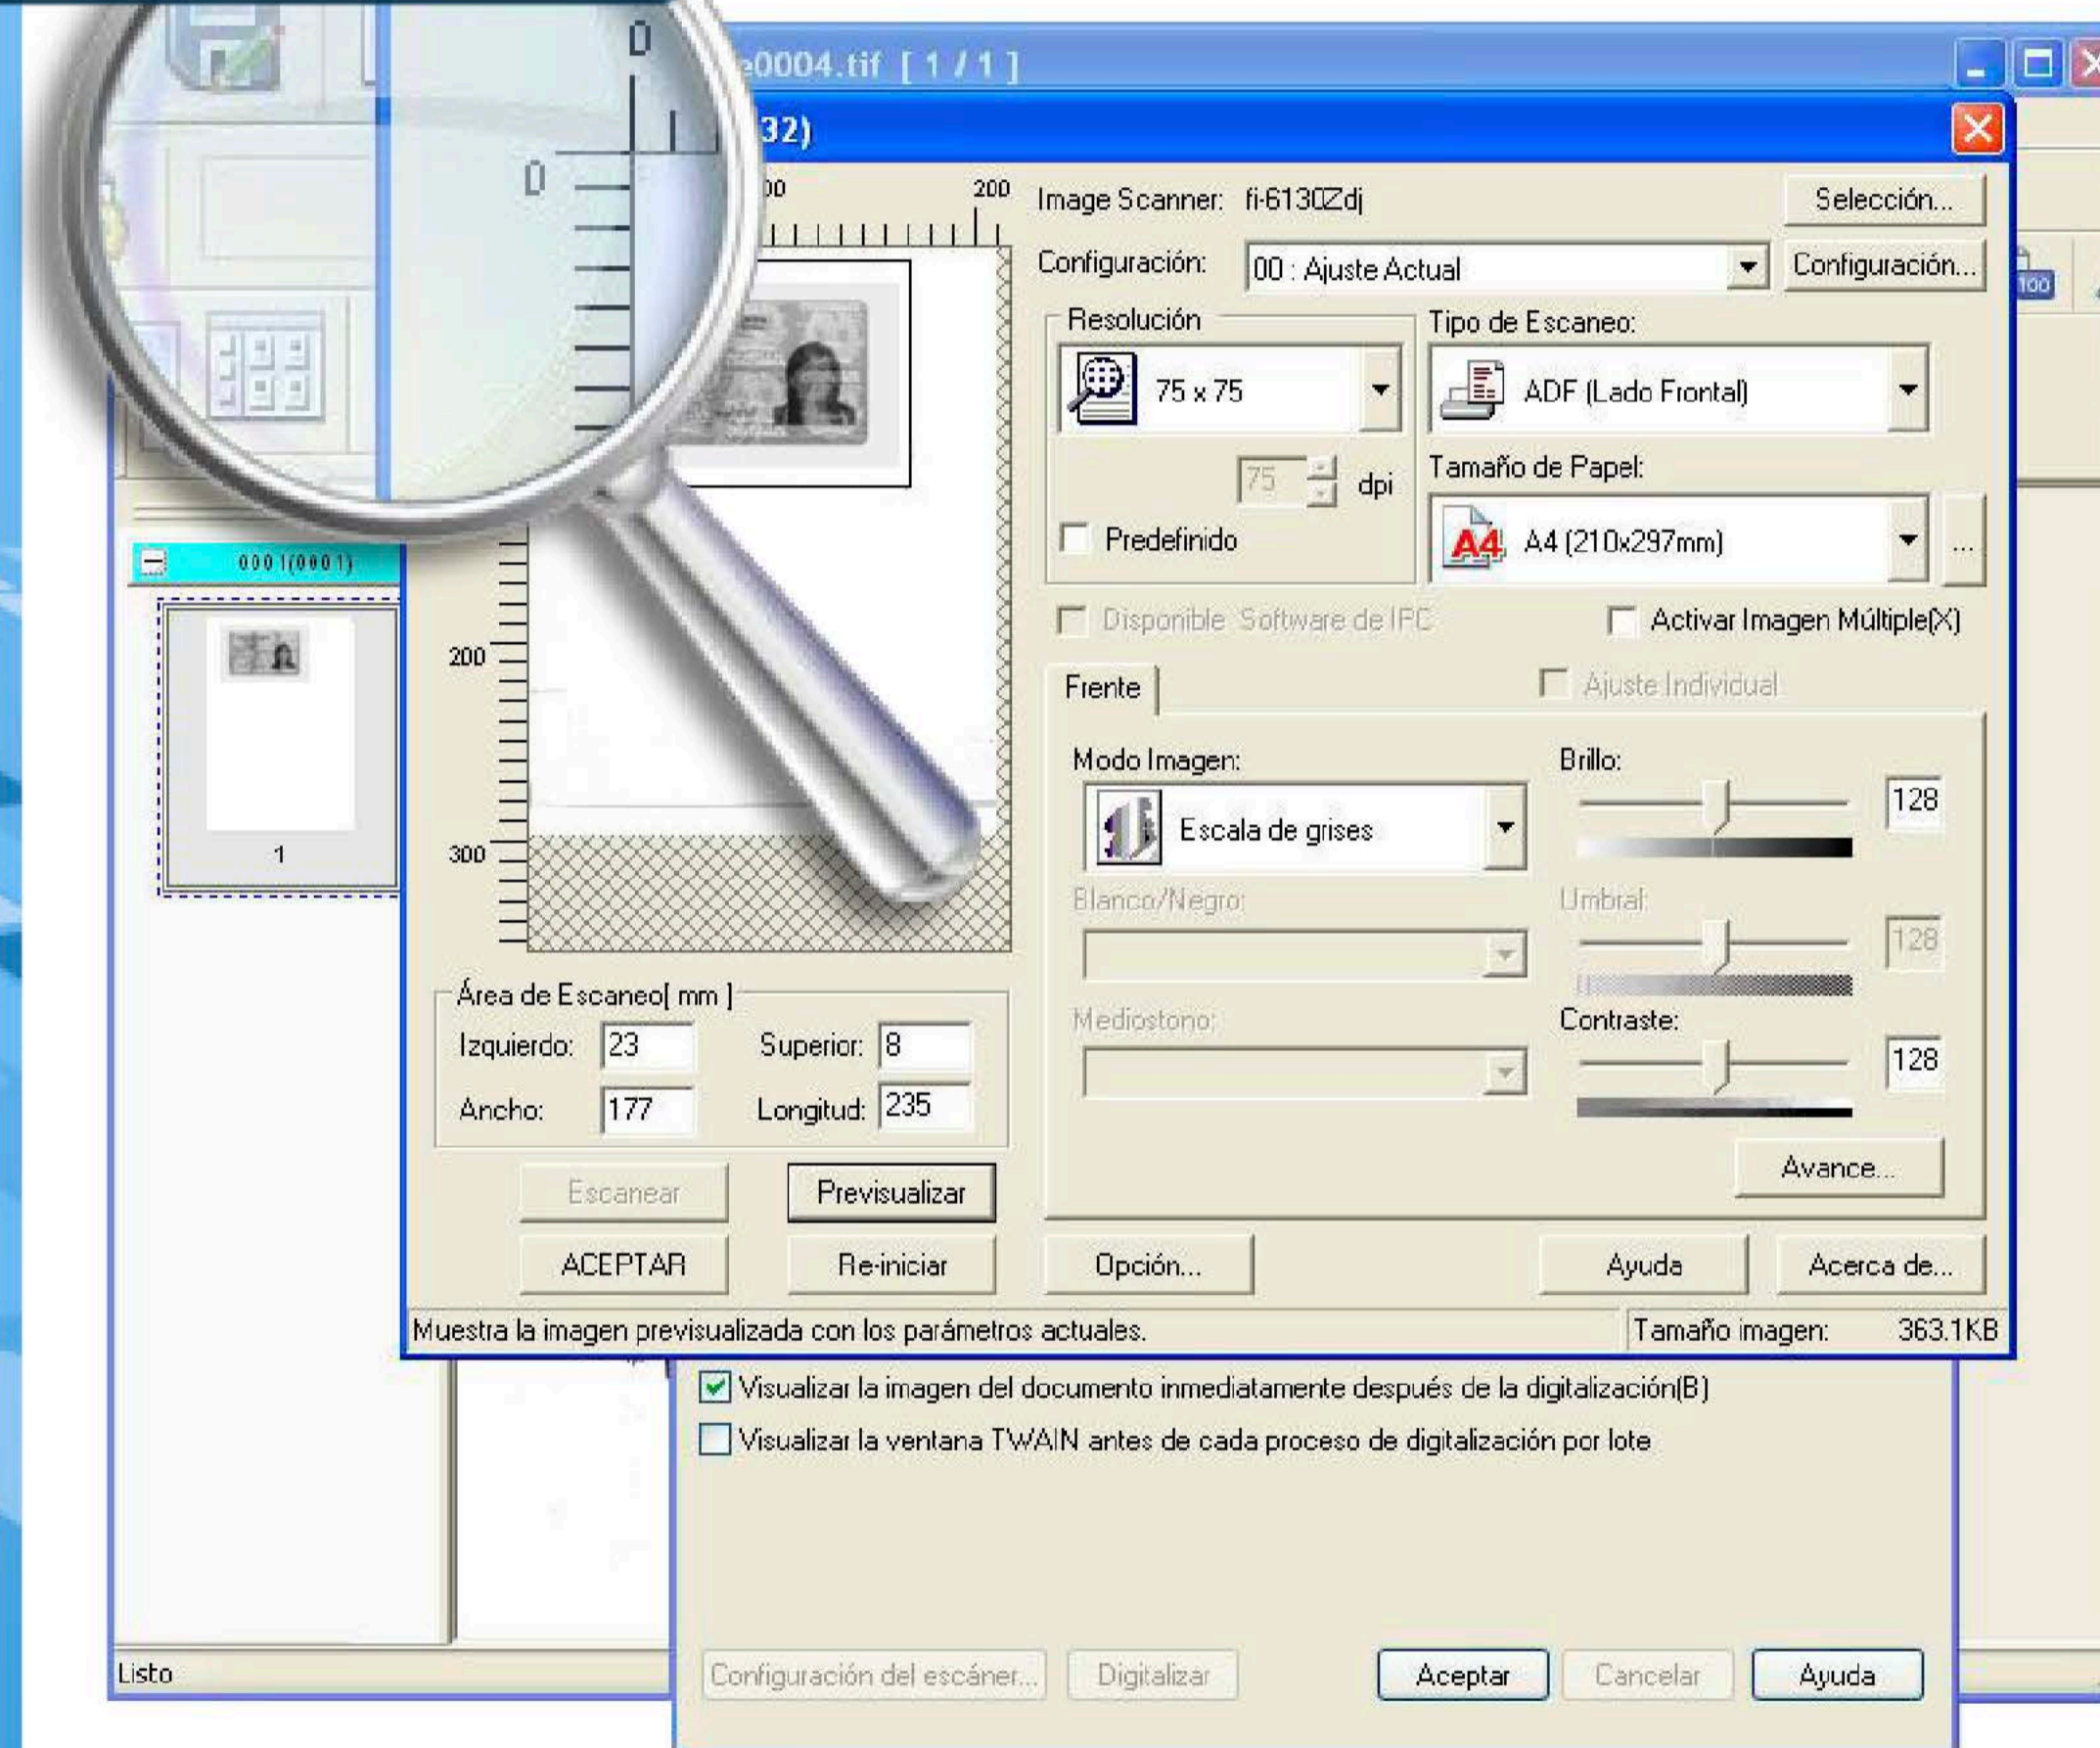 e0004.tif [ 1 / 1 ]
32)
0
0
00 200
Image Scanner: fi-6130Zdj
Selección...
Configuración: 00 : Ajuste Actual
Configuración...
100
Resolución
75 x 75
75 dpi
Predefinido
Tipo de Escaneo:
ADF (Lado Frontal)
Tamaño de Papel:
A4 A4 (210x297mm)
...
Disponible Software de IPC
Activar Imagen Múltiple(X)
0001(0001)
1
200
300
Frente
Ajuste Individual
Modo Imagen:
Escala de grises
Blanco/Negro:
Mediostono:
Brillo:
128
Umbral:
128
Contraste:
128
Avance...
Área de Escaneo[ mm ]
Izquierdo: 23 Superior: 8
Ancho: 177 Longitud: 235
Escanear Previsualizar
ACEPTAR Re-iniciar Opción... Ayuda Acerca de...
Muestra la imagen previsualizada con los parámetros actuales. Tamaño imagen: 363.1KB
Visualizar la imagen del documento inmediatamente después de la digitalización(B)
Visualizar la ventana TWAIN antes de cada proceso de digitalización por lote
Listo
Configuración del escáner... Digitalizar Aceptar Cancelar Ayuda